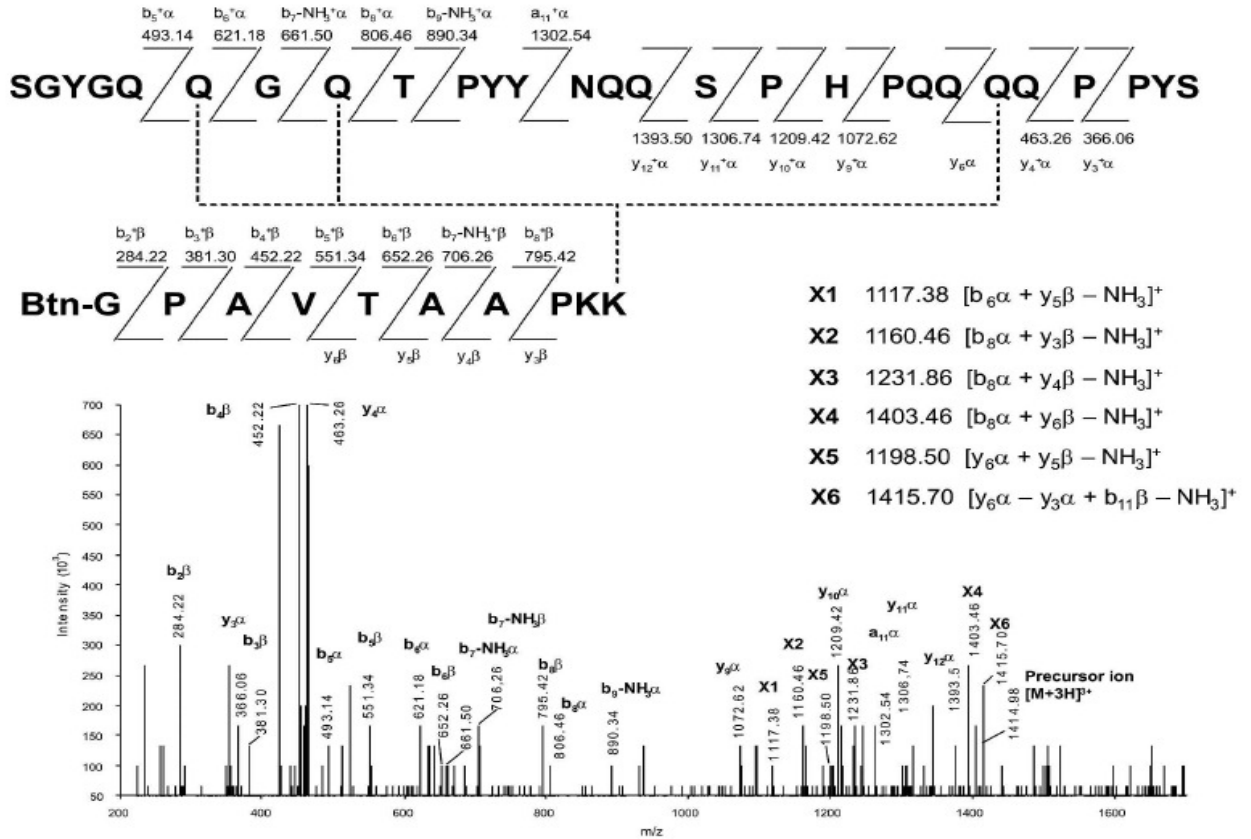 b₅⁺α b₆⁺α b₇-NH₃⁺α b₈⁺α b₉-NH₃⁺α a₁₁⁺α
493.14 621.18 661.50 806.46 890.34 1302.54
SGYGQ Q G Q T PYY NQQ S P H PQQ QQ P PYS
1393.50 1306.74 1209.42 1072.62 463.26 366.06
y₁₂⁺α y₁₁⁺α y₁₀⁺α y₉⁺α y₆α y₄⁺α y₃⁺α
b₂⁺β b₃⁺β b₄⁺β b₅⁺β b₆⁺β b₇-NH₃⁺β b₈⁺β
284.22 381.30 452.22 551.34 652.26 706.26 795.42
Btn-G P A V T A A PKK
y₆β y₅β y₄β y₃β
X1 1117.38 [b₆α + y₅β – NH₃]⁺
X2 1160.46 [b₈α + y₃β – NH₃]⁺
X3 1231.86 [b₈α + y₄β – NH₃]⁺
X4 1403.46 [b₈α + y₆β – NH₃]⁺
X5 1198.50 [y₆α + y₅β – NH₃]⁺
X6 1415.70 [y₆α – y₃α + b₁₁β – NH₃]⁺
Intensity (10³)
700
650
600
550
500
450
400
350
300
250
200
150
100
50
b₂β
284.22
y₃α
366.06
b₃β
381.30
b₄β
452.22
463.26
y₄α
b₅α
493.14
b₅β
551.34
b₆α
621.18
b₆β
652.26
661.50
b₇-NH₃α
b₇-NH₃β
706.26
b₈β
795.42
806.46
b₈α
b₉-NH₃α
890.34
y₉α
1072.62
X1
1117.38
X2
1160.46
X5
1198.50
y₁₀α
1209.42
X3
1231.86
a₁₁α
1302.54
y₁₁α
1306.74
y₁₂α
1393.5
X4
1403.46
X6
1415.70
1414.98
Precursor ion
[M+3H]³⁺
200 400 600 800 1000 1200 1400 1600
m/z